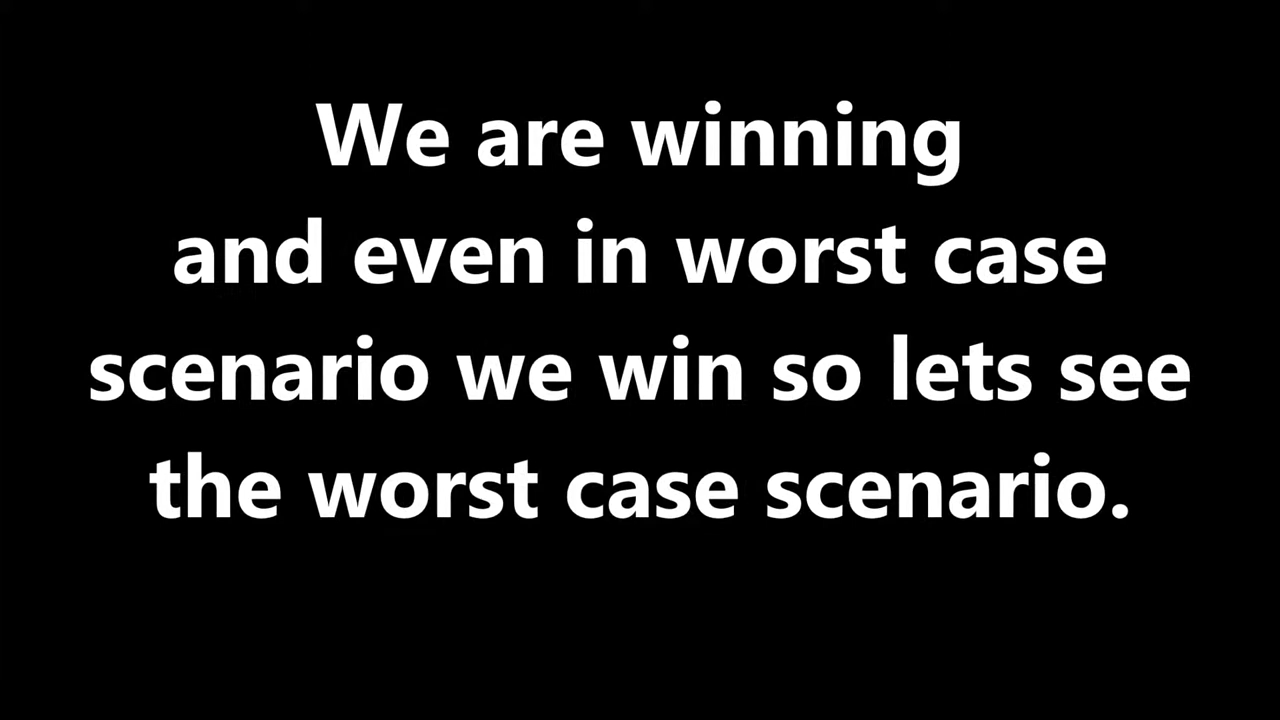 We are winning
and even in worst case
scenario we win so lets see
the worst case scenario.